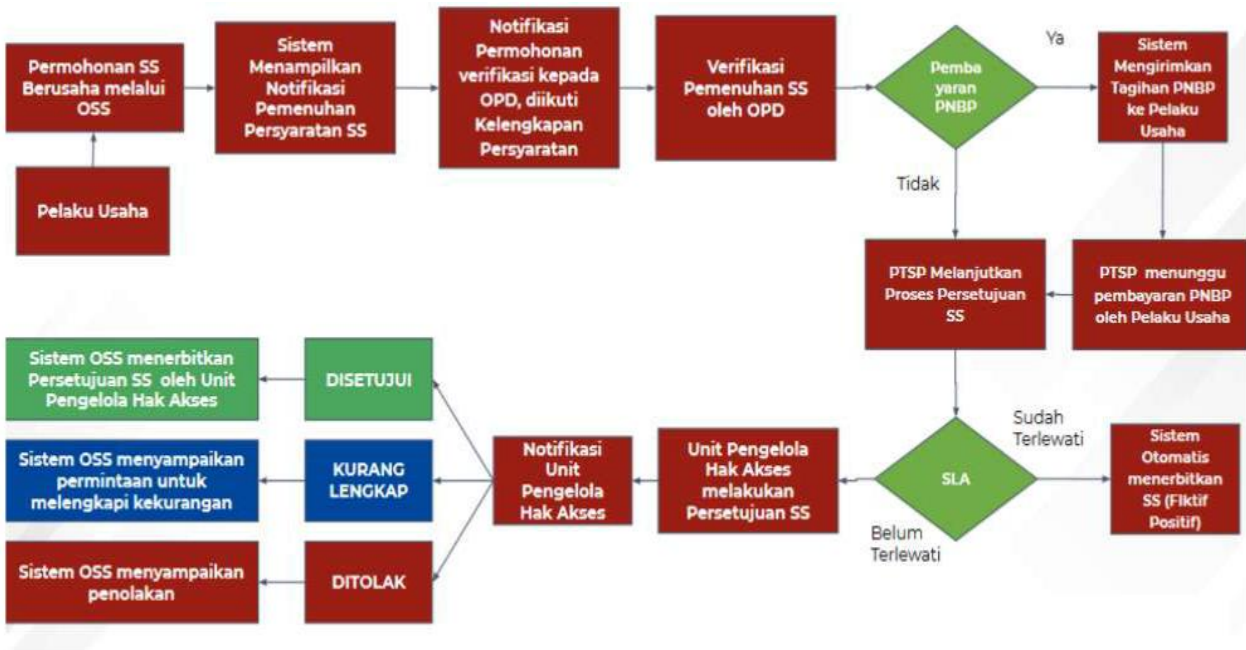 Permohonan SS
Berusaha melalui
OSS
Pelaku Usaha
Sistem
Menampilkan
Notifikasi
Pemenuhan
Persyaratan SS
Notifikasi
Permohonan
verifikasi kepada
OPD, diikuti
Kelengkapan
Persyaratan
Verifikasi
Pemenuhan SS
oleh OPD
Pemba
yaran
PNBP
Ya
Sistem
Mengirimkan
Tagihan PNBP
ke Pelaku
Usaha
Tidak
PTSP Melanjutkan
Proses Persetujuan
SS
PTSP menunggu
pembayaran PNBP
oleh Pelaku Usaha
SLA
Sudah
Terlewati
Sistem
Otomatis
menerbitkan
SS (FIktif
Positif)
Belum
Terlewati
Unit Pengelola
Hak Akses
melakukan
Persetujuan SS
Notifikasi
Unit
Pengelola
Hak Akses
DISETUJUI
Sistem OSS menerbitkan
Persetujuan SS oleh Unit
Pengelola Hak Akses
KURANG
LENGKAP
Sistem OSS menyampaikan
permintaan untuk
melengkapi kekurangan
DITOLAK
Sistem OSS menyampaikan
penolakan